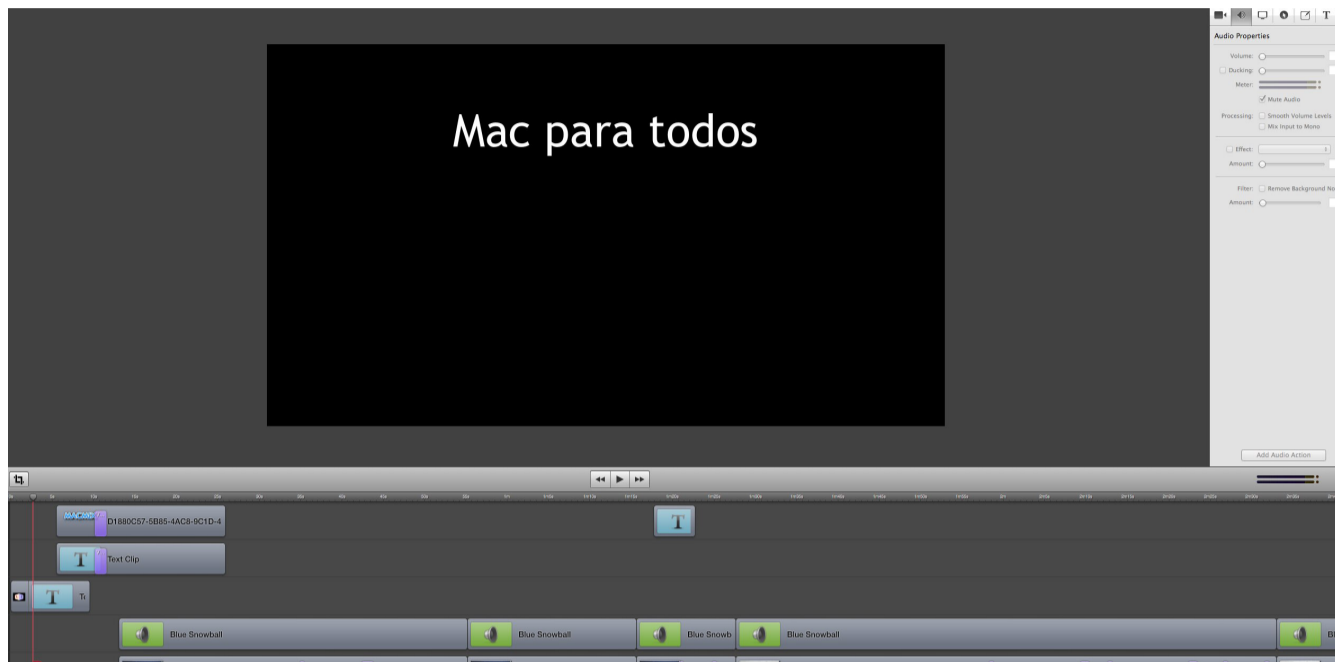 T
Audio Properties
Mac para todos
Volume:
Ducking:
Meter:
Mute Audio
Processing:
Smooth Volume Levels
Mix Input to Mono
Effect:
Amount:
Filter:
Remove Background No
Amount:
Add Audio Action
D1880C57-5B85-4AC8-9C1D-4
T
T
Text Clip
T
Blue Snowball
Blue Snowball
Blue Snowb
Blue Snowball